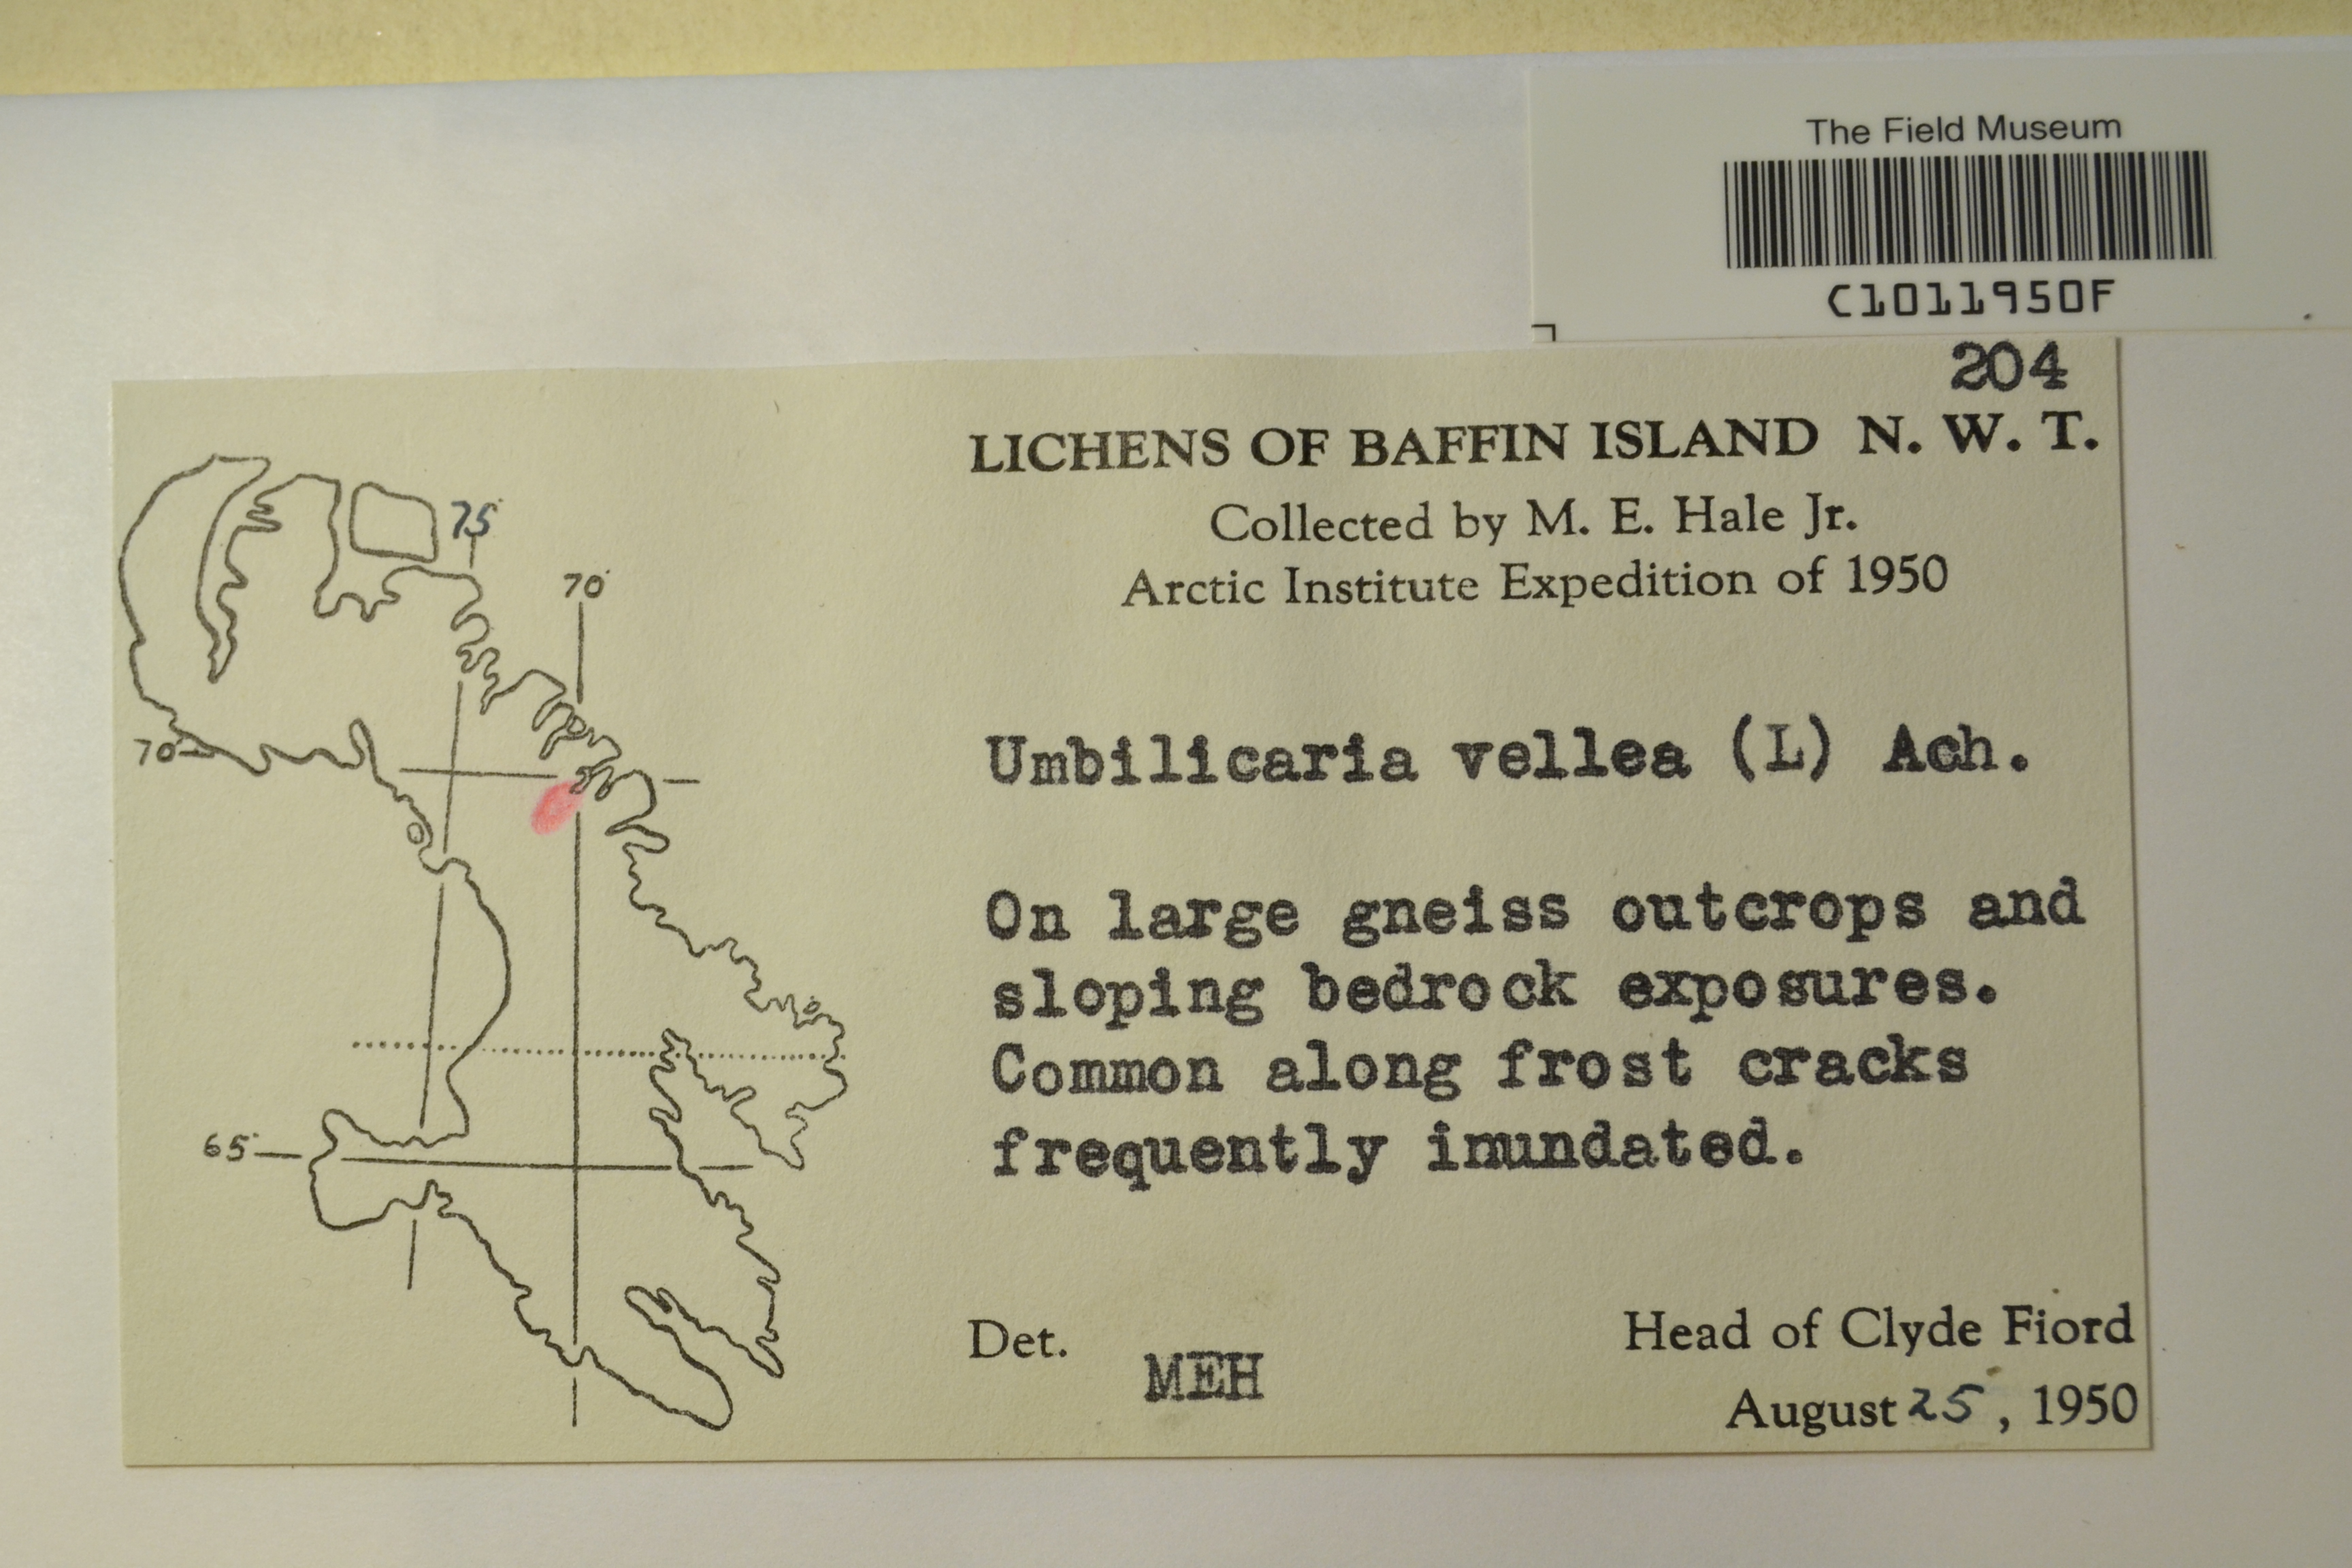 The Field Museum
C1011950F
204
LICHENS OF BAFFIN ISLAND N. W. T.
Collected by M. E. Hale Jr.
Arctic Institute Expedition of 1950
75°
70°
70°
65°
Umbilicaria vellea (L) Ach.
On large gneiss outcrops and
sloping bedrock exposures.
Common along frost cracks
frequently inundated.
Det. MEH
Head of Clyde Fiord
August 25, 1950